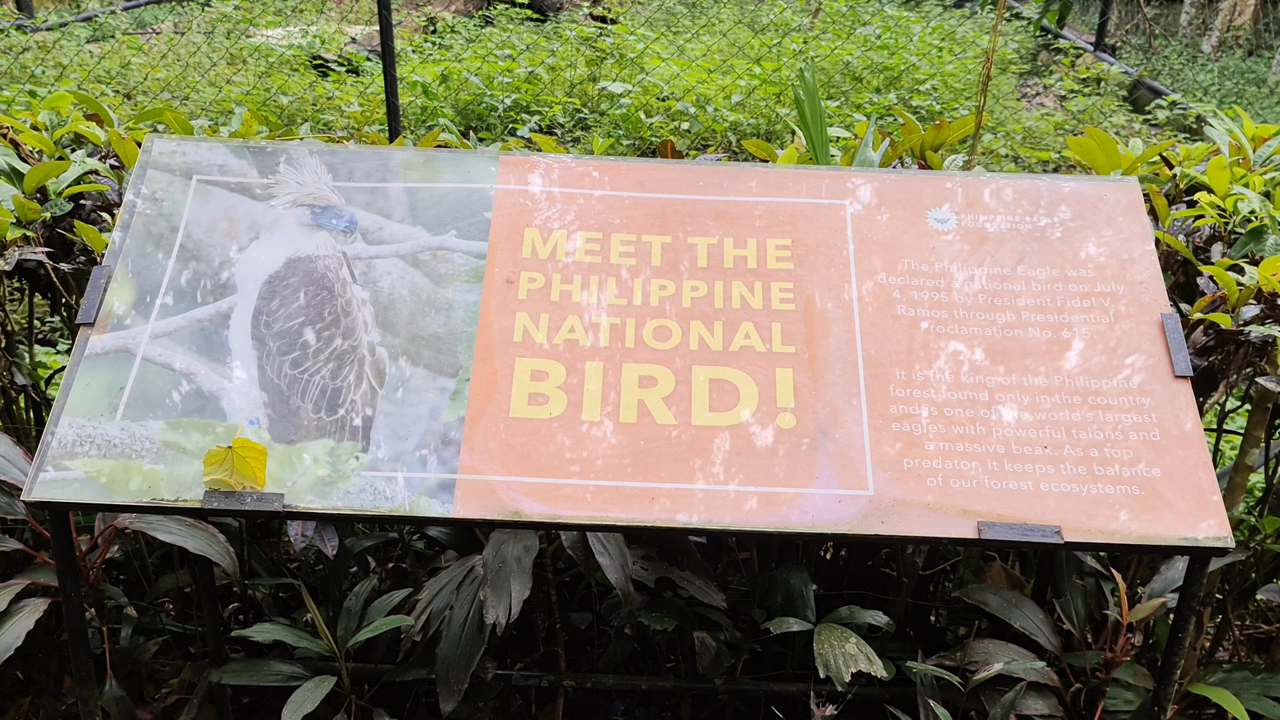 MEET THE
PHILIPPINE
NATIONAL
BIRD!
PHILIPPINE EAGLE
FOUNDATION
The Philippine Eagle was
declared a national bird on July
4, 1995 by President Fidel V.
Ramos through Presidential
Proclamation No. 615.
It is the king of the Philippine
forest found only in the country
and is one of the world's largest
eagles with powerful talons and
a massive beak. As a top
predator, it keeps the balance
of our forest ecosystems.